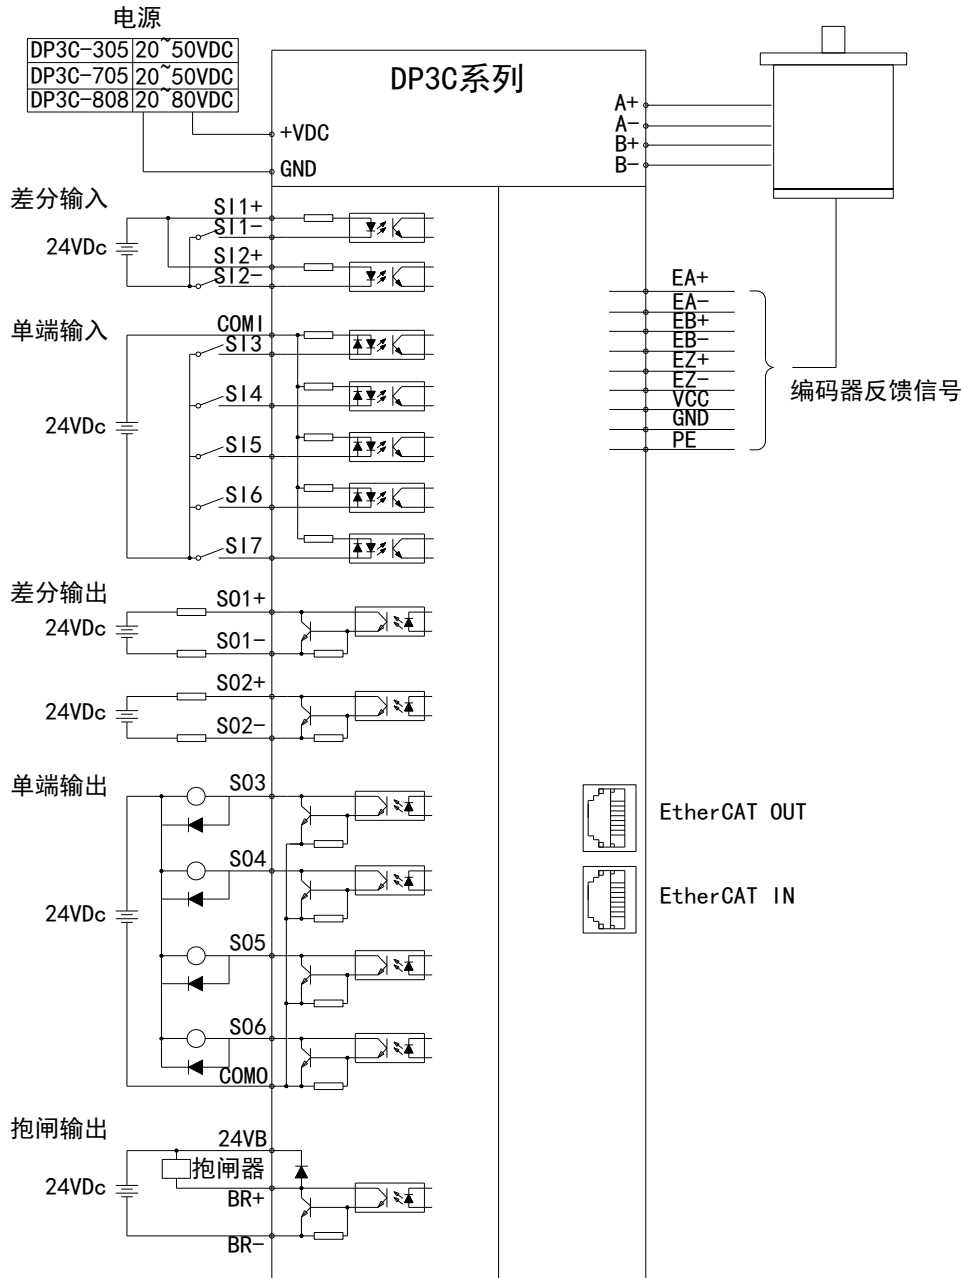 电源
DP3C-305 20~50VDC
DP3C-705 20~50VDC
DP3C-808 20~80VDC
DP3C系列
+VDC
GND
A+
A-
B+
B-
差分输入
24VDc
SI1+
SI1-
SI2+
SI2-
单端输入
24VDc
COMI
SI3
SI4
SI5
SI6
SI7
EA+
EA-
EB+
EB-
EZ+
EZ-
VCC
GND
PE
编码器反馈信号
差分输出
24VDc
SO1+
SO1-
24VDc
SO2+
SO2-
单端输出
24VDc
SO3
SO4
SO5
SO6
COMO
EtherCAT OUT
EtherCAT IN
抱闸输出
24VDc
24VB
抱闸器
BR+
BR-